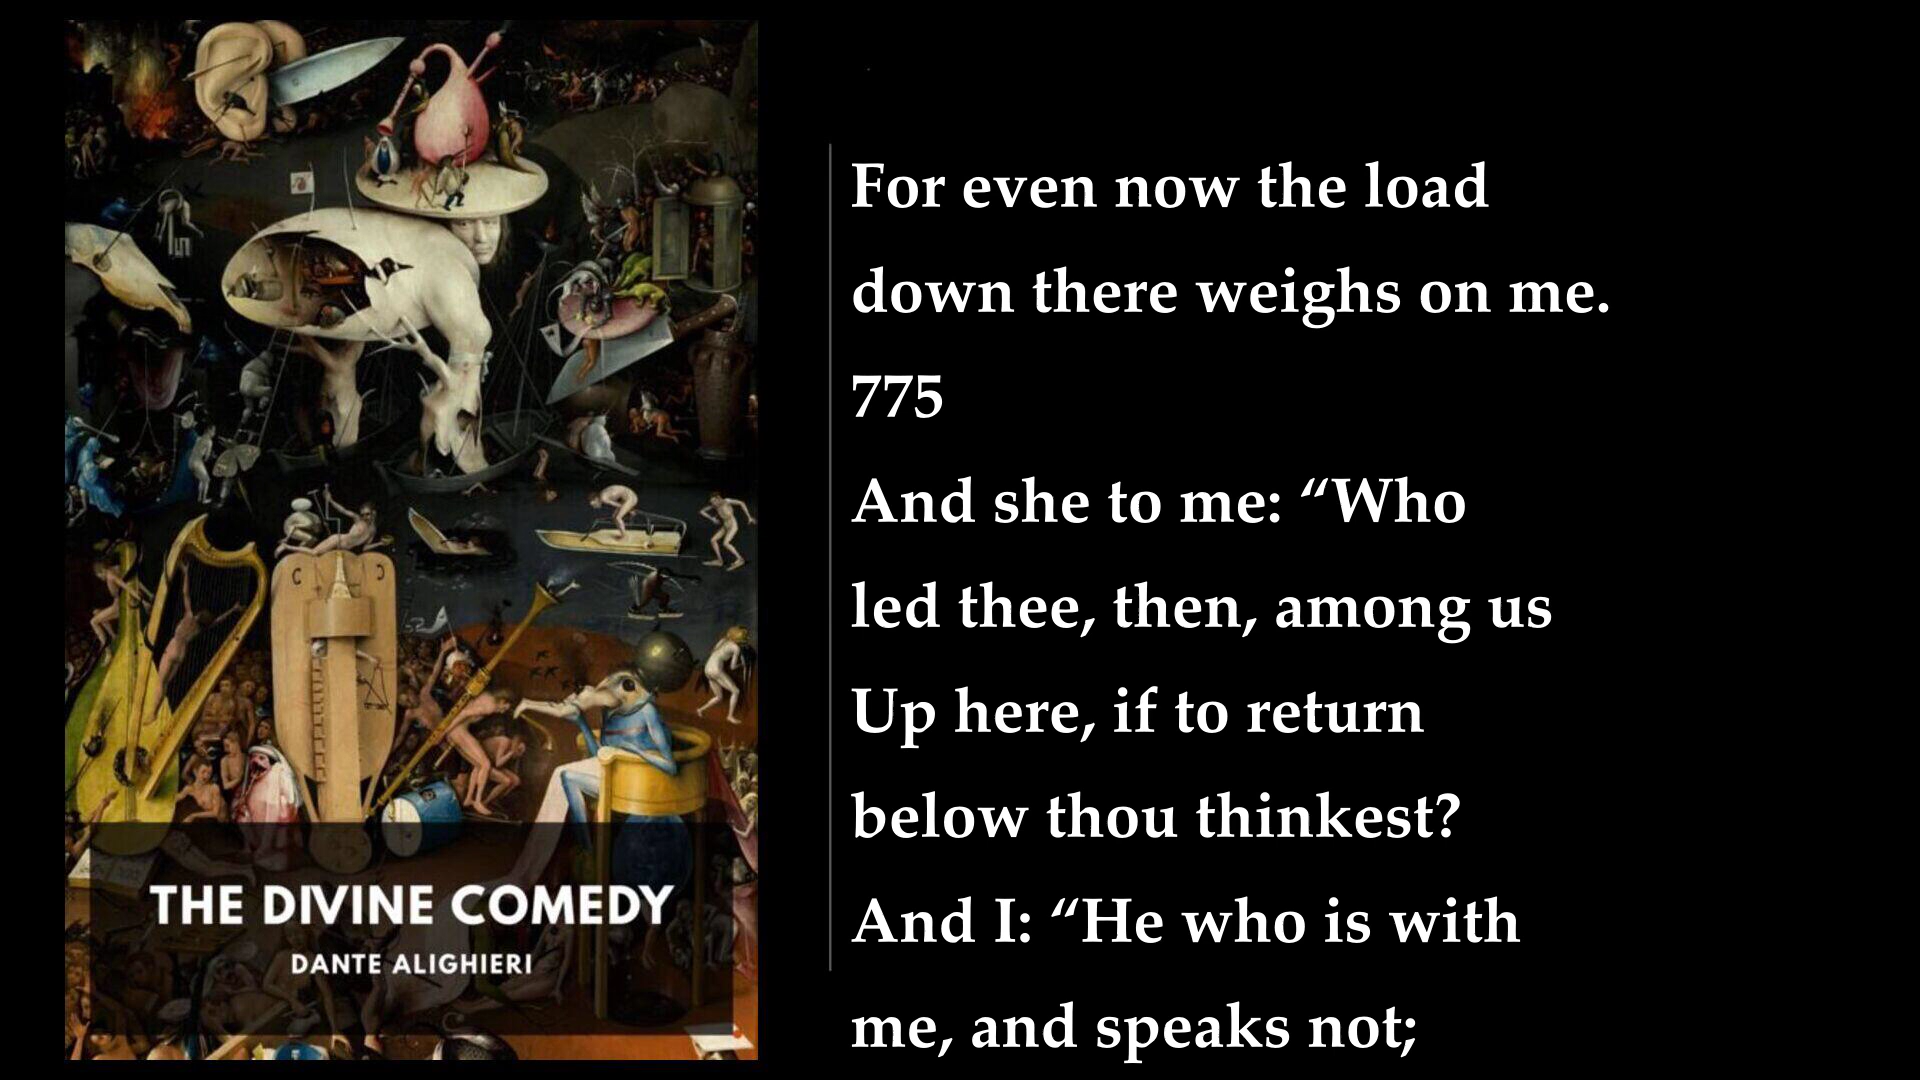 For even now the load
down there weighs on me.
775
And she to me: “Who
led thee, then, among us
Up here, if to return
below thou thinkest?
And I: “He who is with
me, and speaks not;
THE DIVINE COMEDY
DANTE ALIGHIERI